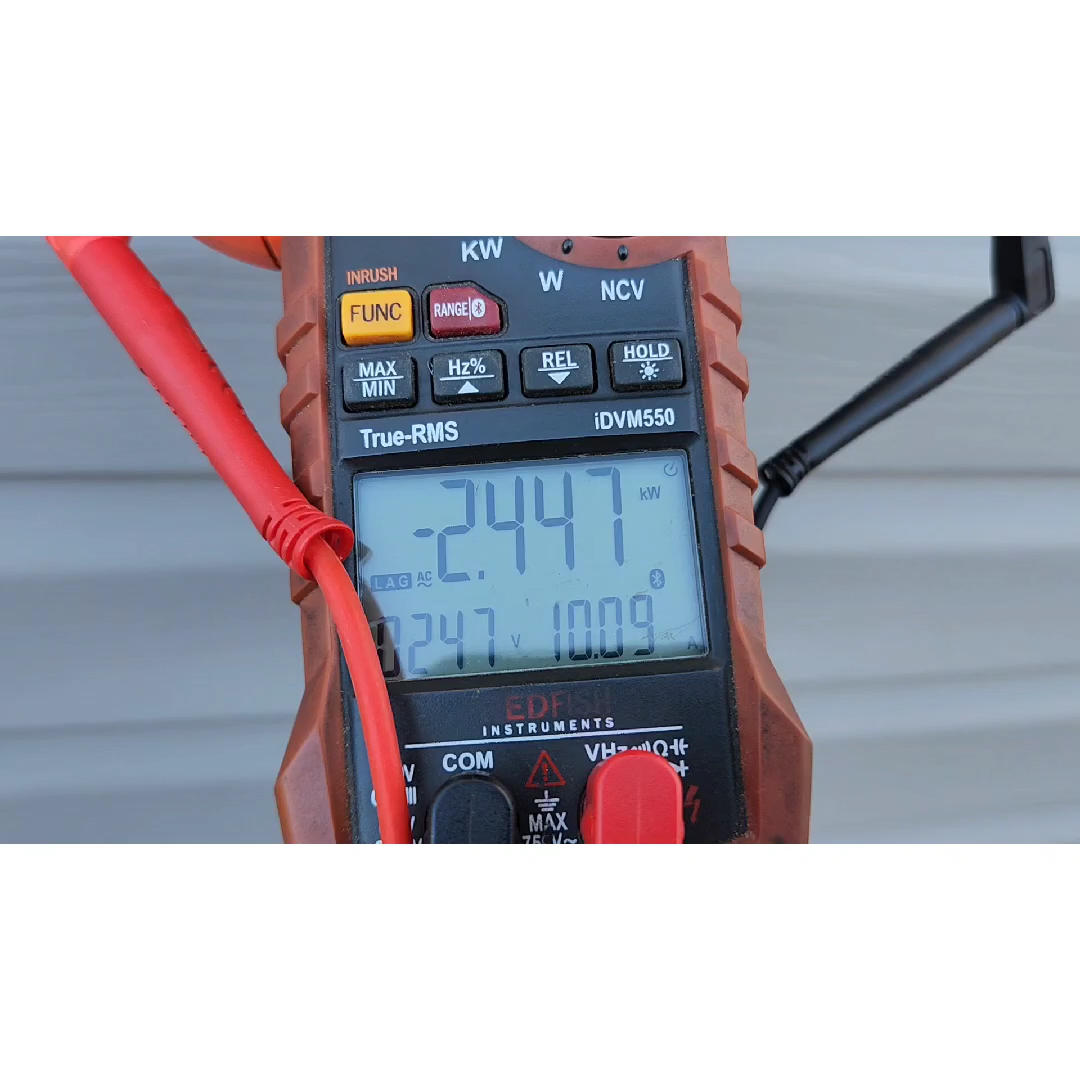 KW
W
NCV
INRUSH
FUNC
RANGE
MAX
MIN
Hz%
REL
HOLD
True-RMS
iDVM550
-2.447 kW
LAG AC
247 V 10.09 A
EDFISH
INSTRUMENTS
COM
VHz Ω
MAX
750V~